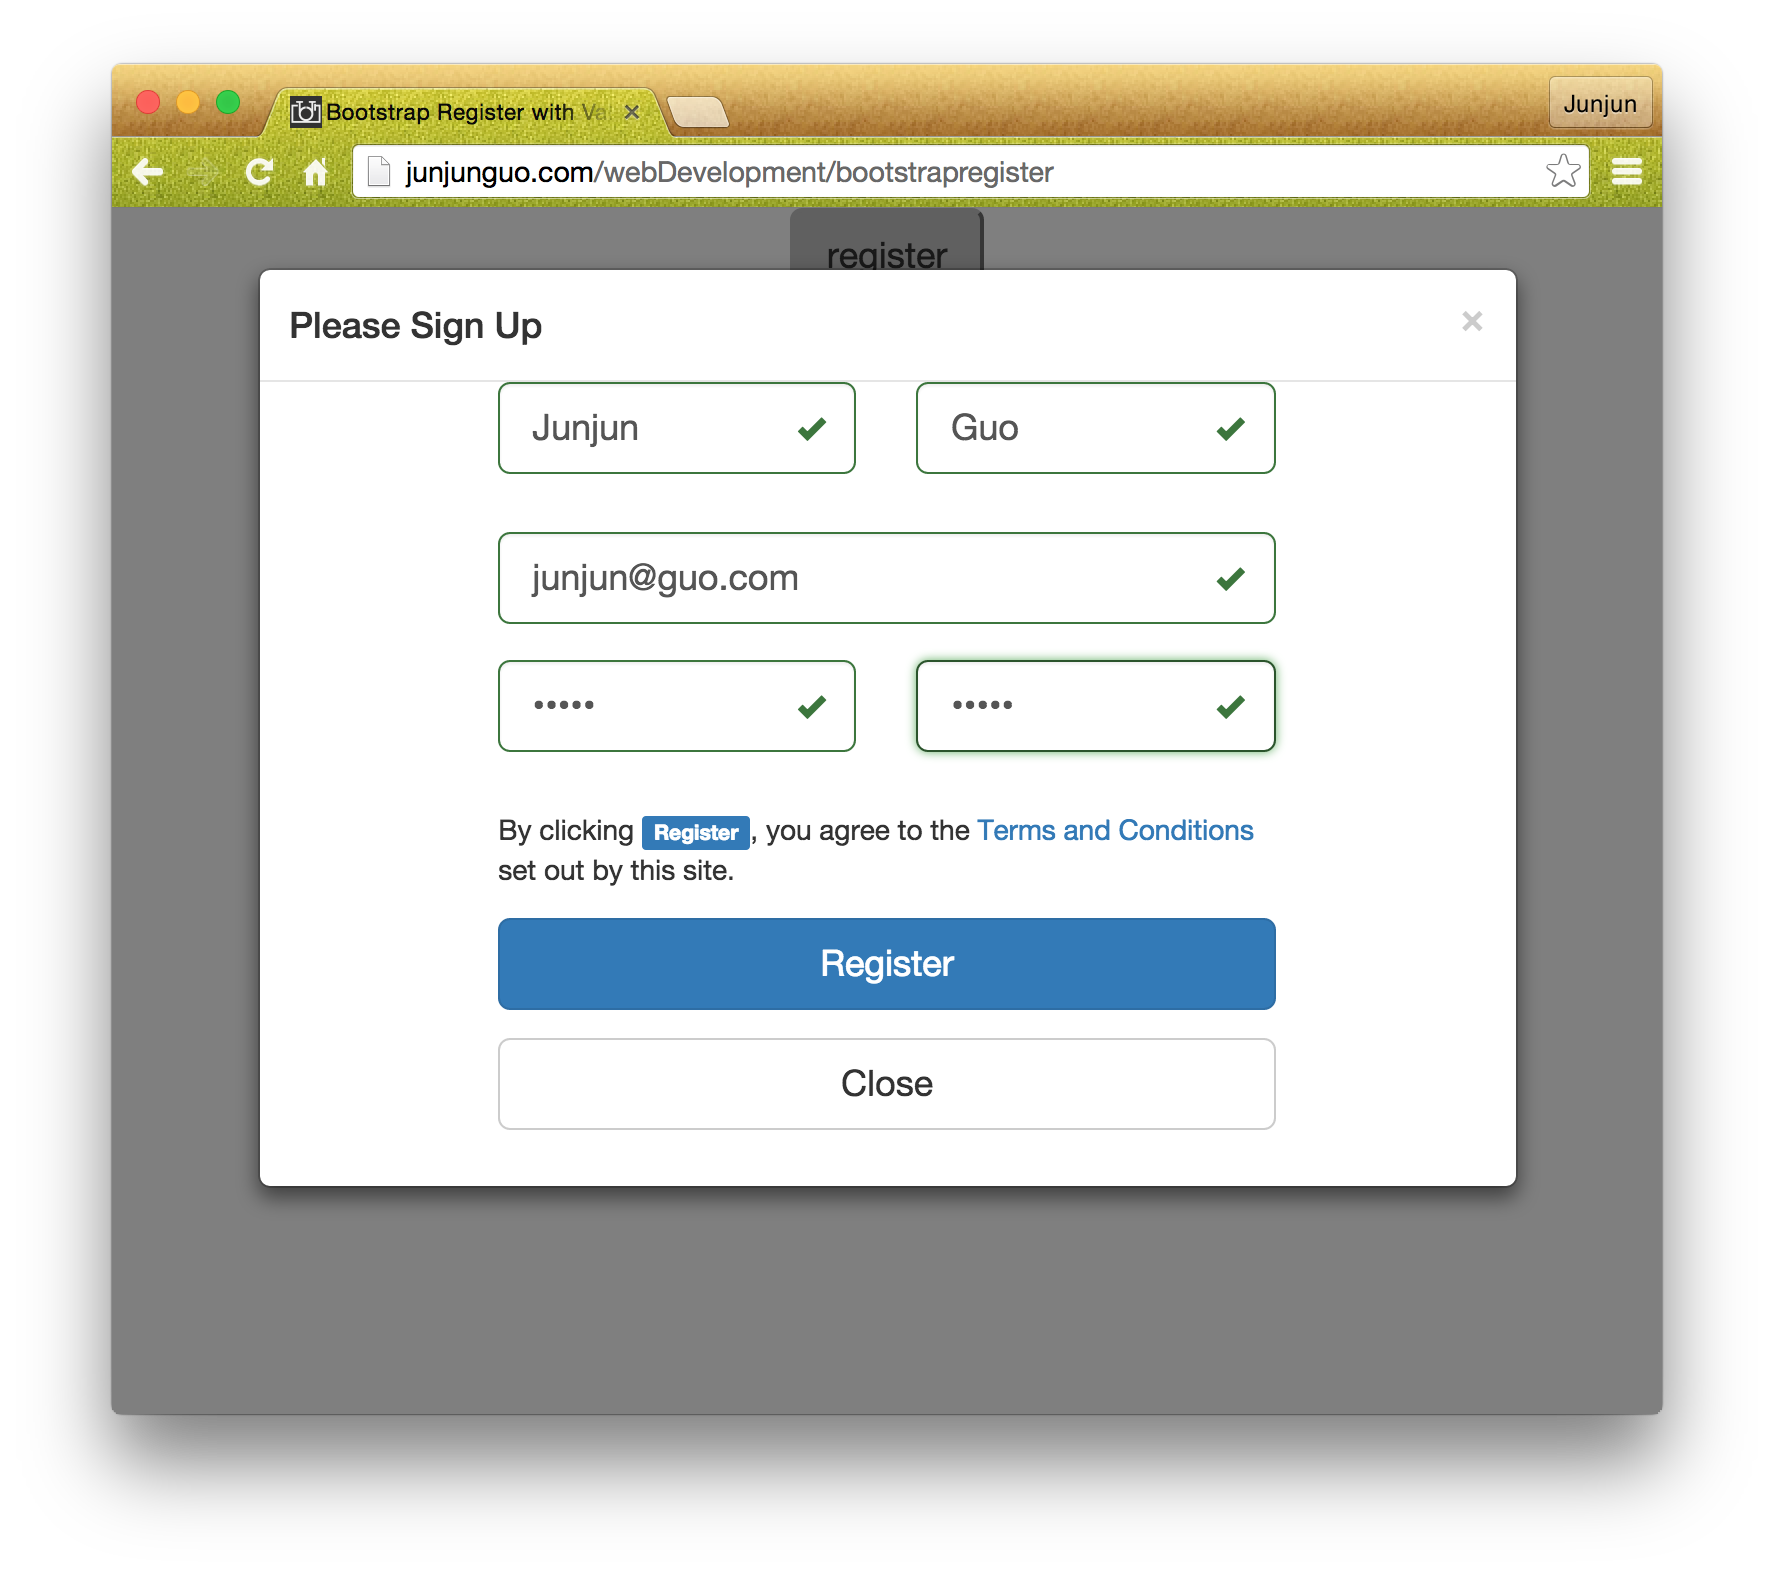 Bootstrap Register with Va
Junjun
junjunguo.com/webDevelopment/bootstrapregister
register
Please Sign Up
×
Junjun
Guo
junjun@guo.com
•••••
•••••
By clicking Register, you agree to the Terms and Conditions
set out by this site.
Register
Close